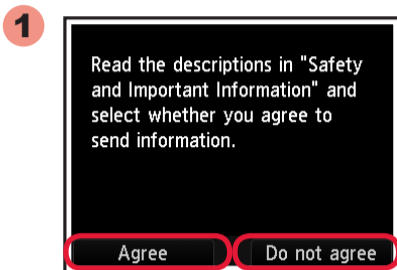 1
Read the descriptions in "Safety
and Important Information" and
select whether you agree to
send information.
Agree Do not agree